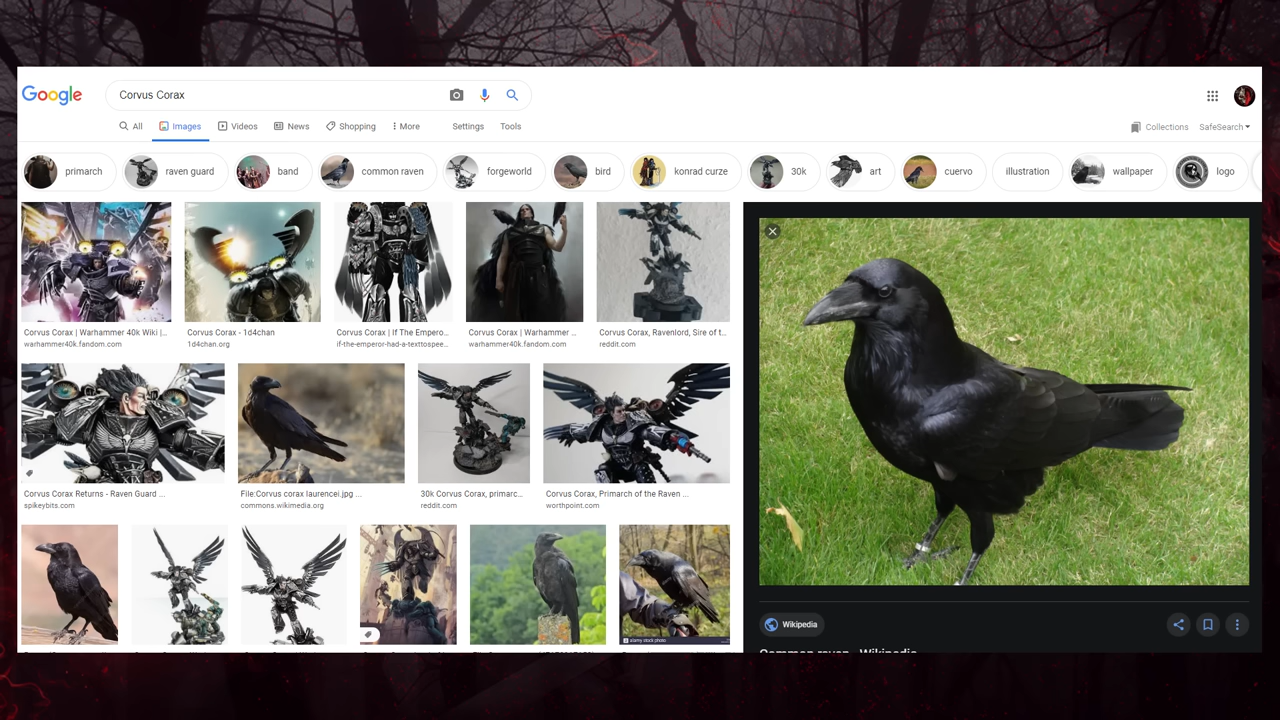 Google
Corvus Corax
All
Images
Videos
News
Shopping
More
Settings
Tools
Collections
SafeSearch
primarch
raven guard
band
common raven
forgeworld
bird
konrad curze
30k
art
cuervo
illustration
wallpaper
logo
Corvus Corax | Warhammer 40k Wiki |...
warhammer40k.fandom.com
Corvus Corax - 1d4chan
1d4chan.org
Corvus Corax | If The Empero...
if-the-emperor-had-a-texttospee...
Corvus Corax | Warhammer ...
warhammer40k.fandom.com
Corvus Corax, Ravenlord, Sire of t...
reddit.com
Corvus Corax Returns - Raven Guard ...
spikeybits.com
File:Corvus corax laurencei.jpg ...
commons.wikimedia.org
30k Corvus Corax, primarc...
reddit.com
Corvus Corax, Primarch of the Raven ...
worthpoint.com
alamy stock photo
Wikipedia
Common raven - Wikipedia